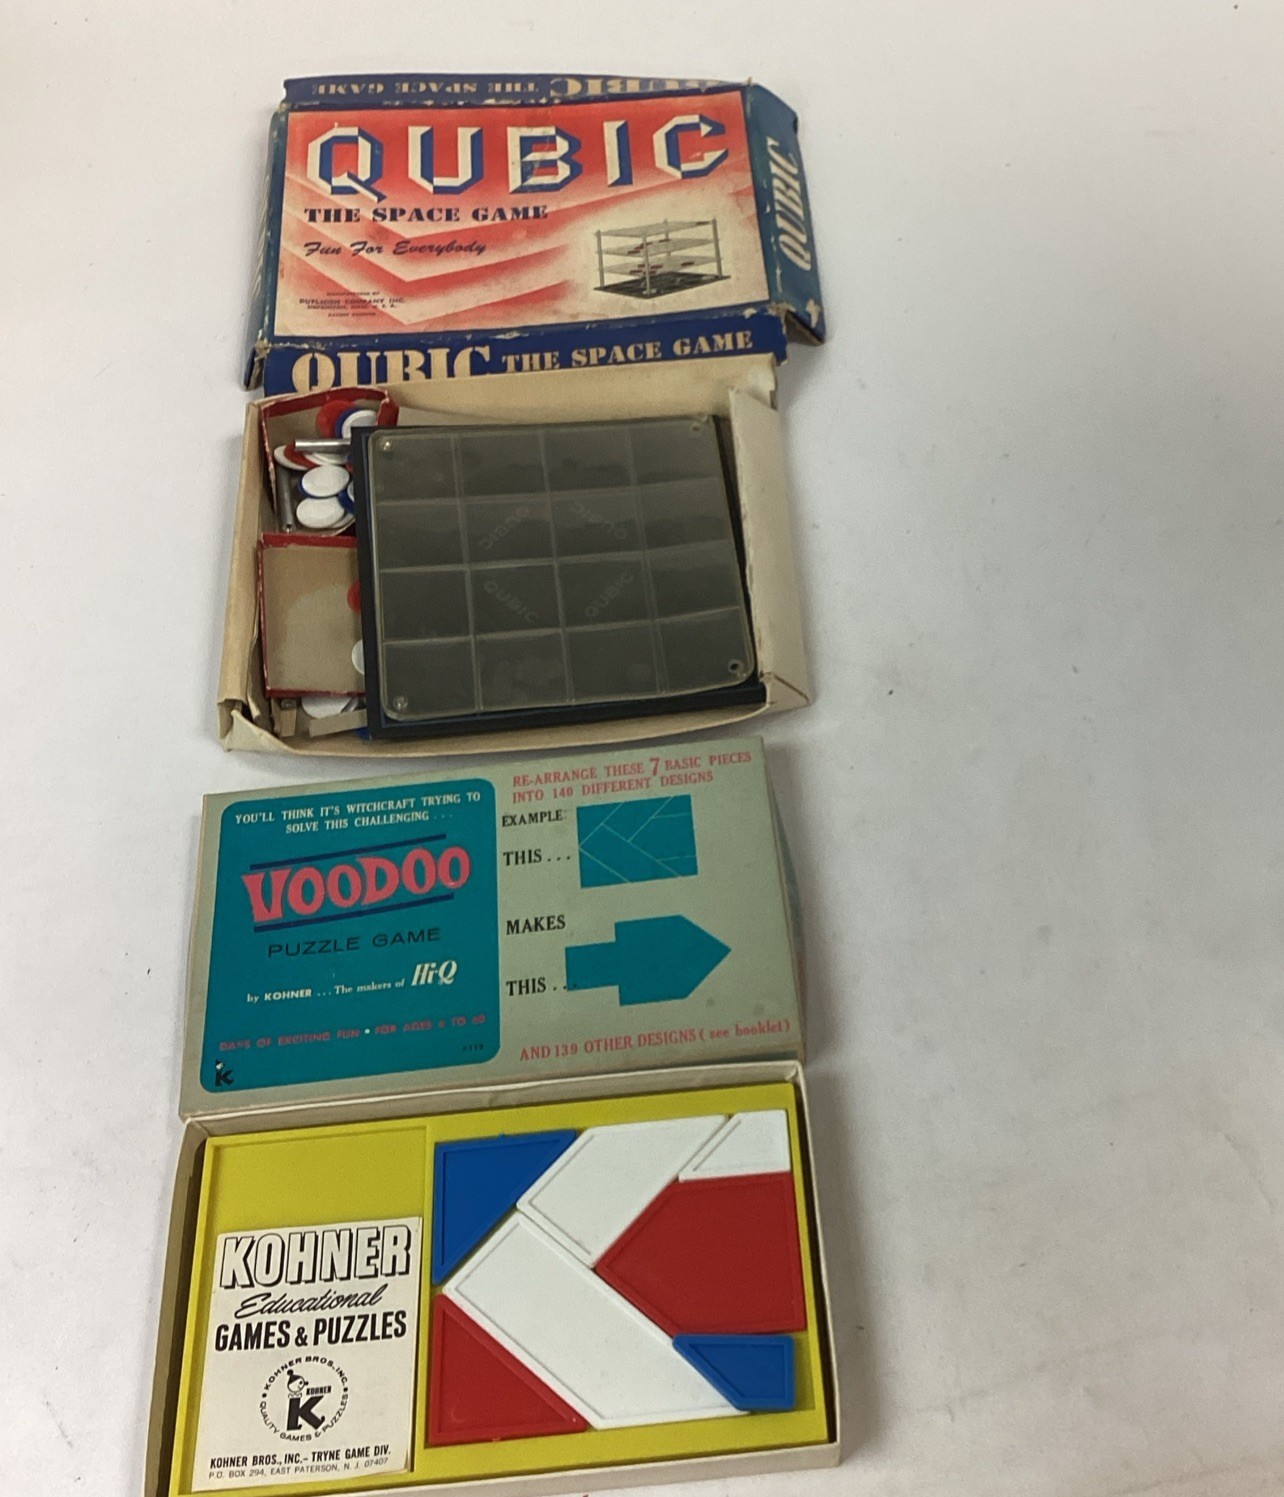 QUBIC THE SPACE GAME
QUBIC
THE SPACE GAME
Fun For Everybody
MANUFACTURED BY
COMPANY INC.
QUBIC
QUBIC THE SPACE GAME
QUBIC QUBIC
QUBIC QUBIC
YOU'LL THINK IT'S WITCHCRAFT TRYING TO
SOLVE THIS CHALLENGING . . .
VOODOO
PUZZLE GAME
by KOHNER ... The makers of Hi-Q
DAYS OF EXCITING FUN • FOR AGES 6 TO 60
K
RE-ARRANGE THESE 7 BASIC PIECES
INTO 140 DIFFERENT DESIGNS
EXAMPLE:
THIS . . .
MAKES
THIS . .
AND 139 OTHER DESIGNS ( see booklet)
KOHNER
Educational
GAMES & PUZZLES
KOHNER BROS., INC.
KOHNER
K
QUALITY GAMES & PUZZLES
KOHNER BROS., INC.– TRYNE GAME DIV.
P.O. BOX 294, EAST PATERSON, N. J. 07407